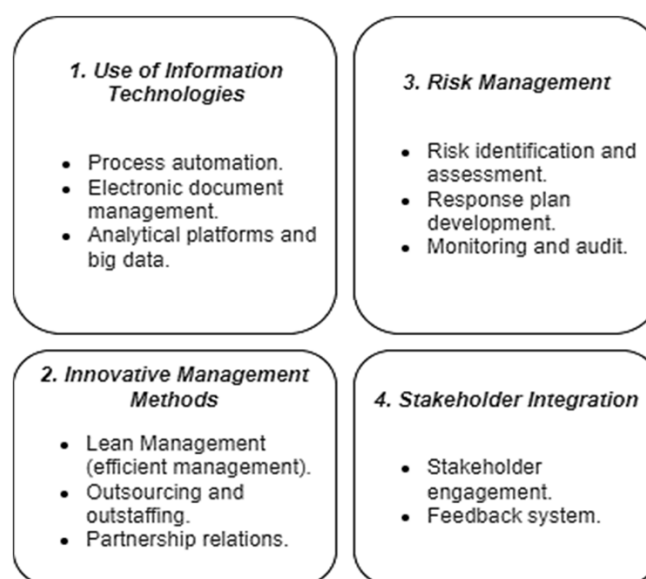 1. Use of Information
Technologies
• Process automation.
• Electronic document
management.
• Analytical platforms and
big data.
2. Innovative Management
Methods
• Lean Management
(efficient management).
• Outsourcing and
outstaffing.
• Partnership relations.
3. Risk Management
• Risk identification and
assessment.
• Response plan
development.
• Monitoring and audit.
4. Stakeholder Integration
• Stakeholder
engagement.
• Feedback system.